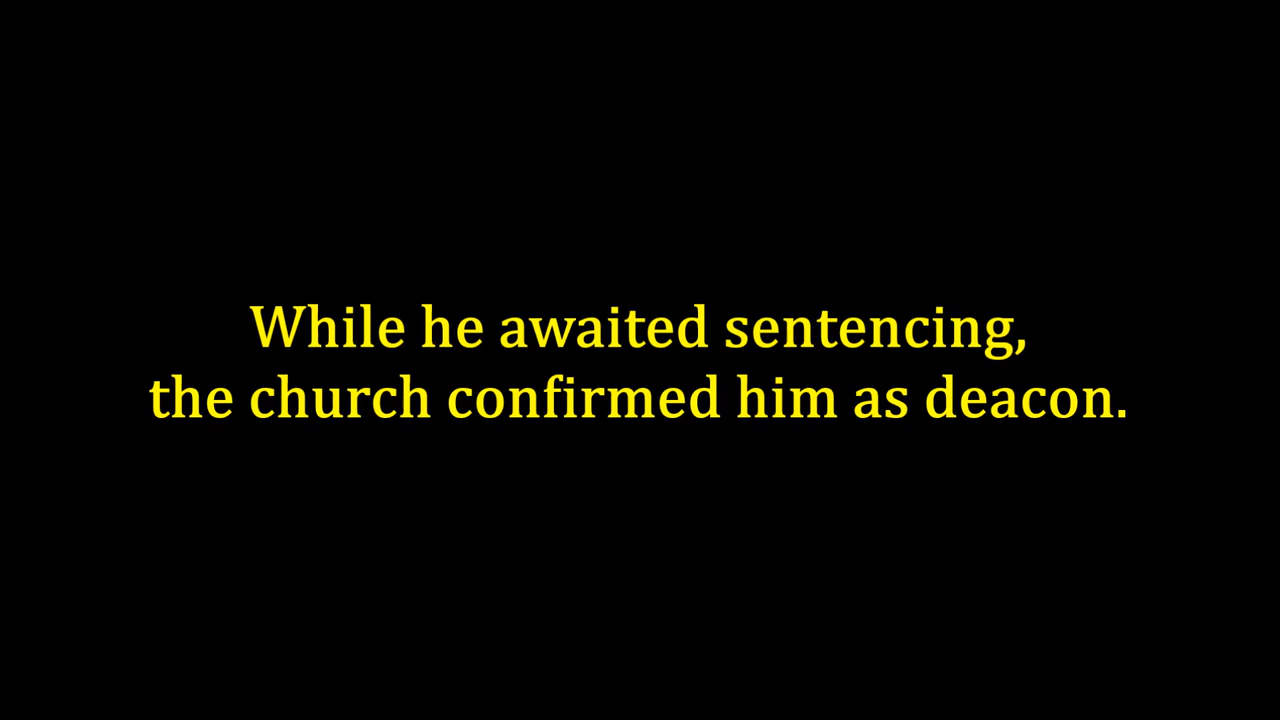 While he awaited sentencing,
the church confirmed him as deacon.